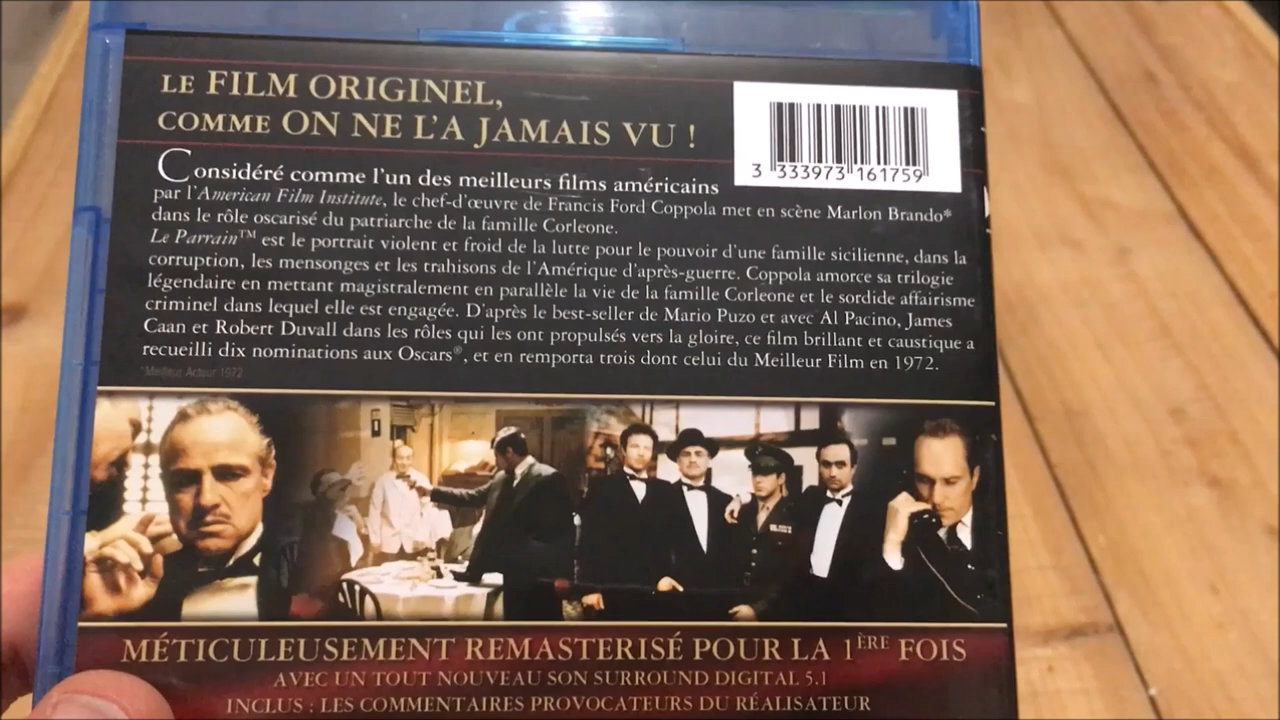 LE FILM ORIGINEL,
COMME ON NE L'A JAMAIS VU !
3 333973 161759
Considéré comme l'un des meilleurs films américains
par l'American Film Institute, le chef-d'œuvre de Francis Ford Coppola met en scène Marlon Brando*
dans le rôle oscarisé du patriarche de la famille Corleone.
Le Parrain™ est le portrait violent et froid de la lutte pour le pouvoir d'une famille sicilienne, dans la
corruption, les mensonges et les trahisons de l'Amérique d'après-guerre. Coppola amorce sa trilogie
légendaire en mettant magistralement en parallèle la vie de la famille Corleone et le sordide affairisme
criminel dans lequel elle est engagée. D'après le best-seller de Mario Puzo et avec Al Pacino, James
Caan et Robert Duvall dans les rôles qui les ont propulsés vers la gloire, ce film brillant et caustique a
recueilli dix nominations aux Oscars®, et en remporta trois dont celui du Meilleur Film en 1972.
*Meilleur Acteur 1972
MÉTICULEUSEMENT REMASTERISÉ POUR LA 1ÈRE FOIS
AVEC UN TOUT NOUVEAU SON SURROUND DIGITAL 5.1
INCLUS : LES COMMENTAIRES PROVOCATEURS DU RÉALISATEUR